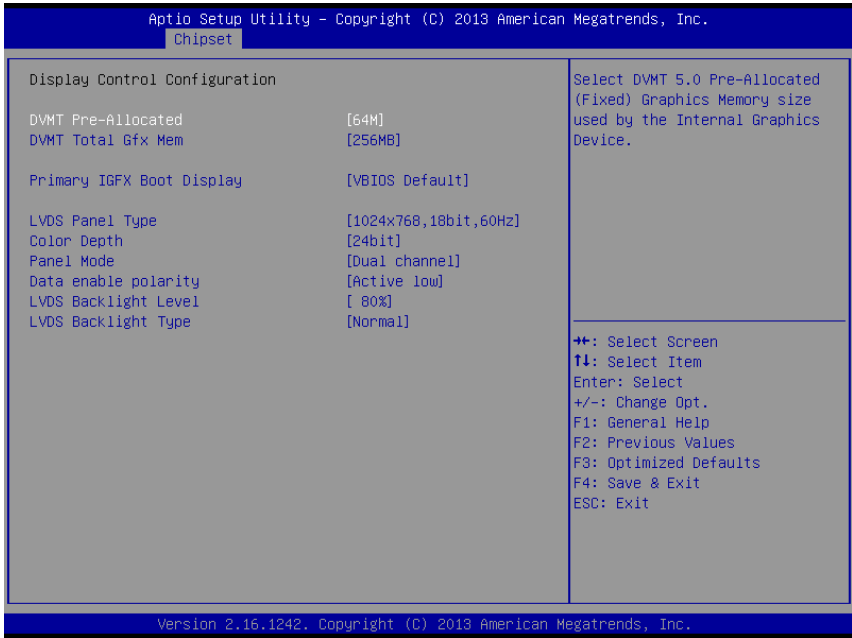 Aptio Setup Utility – Copyright (C) 2013 American Megatrends, Inc.
Chipset
Display Control Configuration
DVMT Pre-Allocated [64M]
DVMT Total Gfx Mem [256MB]
Primary IGFX Boot Display [VBIOS Default]
LVDS Panel Type [1024x768,18bit,60Hz]
Color Depth [24bit]
Panel Mode [Dual channel]
Data enable polarity [Active low]
LVDS Backlight Level [ 80%]
LVDS Backlight Type [Normal]
Select DVMT 5.0 Pre-Allocated
(Fixed) Graphics Memory size
used by the Internal Graphics
Device.
→←: Select Screen
↑↓: Select Item
Enter: Select
+/-: Change Opt.
F1: General Help
F2: Previous Values
F3: Optimized Defaults
F4: Save & Exit
ESC: Exit
Version 2.16.1242. Copyright (C) 2013 American Megatrends, Inc.